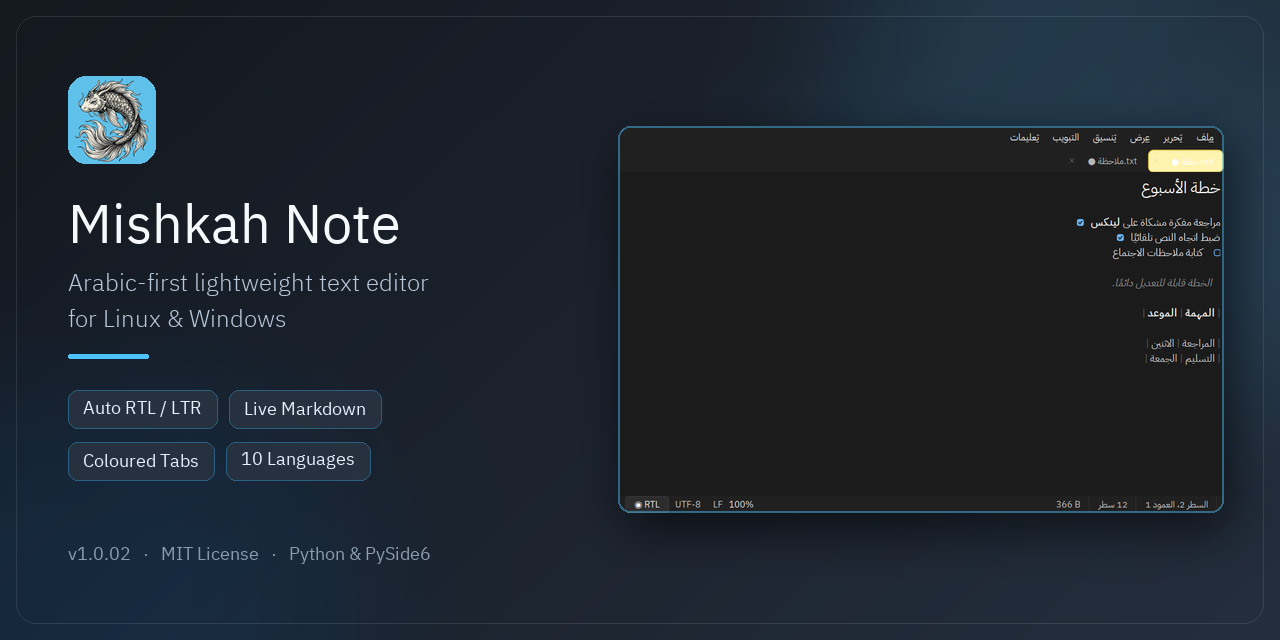 Mishkah Note
Arabic-first lightweight text editor
for Linux & Windows
Auto RTL / LTR
Live Markdown
Coloured Tabs
10 Languages
v1.0.02 · MIT License · Python & PySide6
ملف تحرير عرض تنسيق التبويب تعليمات
ملاحظة.txt ● ×
خطة الأسبوع
مراجعة مفكرة مشكاة على لينكس
ضبط اتجاه النص تلقائيًا
كتابة ملاحظات الاجتماع
الخطة قابلة للتعديل دائمًا.
| المهمة | الموعد |
| المراجعة | الاثنين |
| التسليم | الجمعة |
السطر 2، العمود 1
12 سطر
366 B
100%
LF
UTF-8
◉ RTL